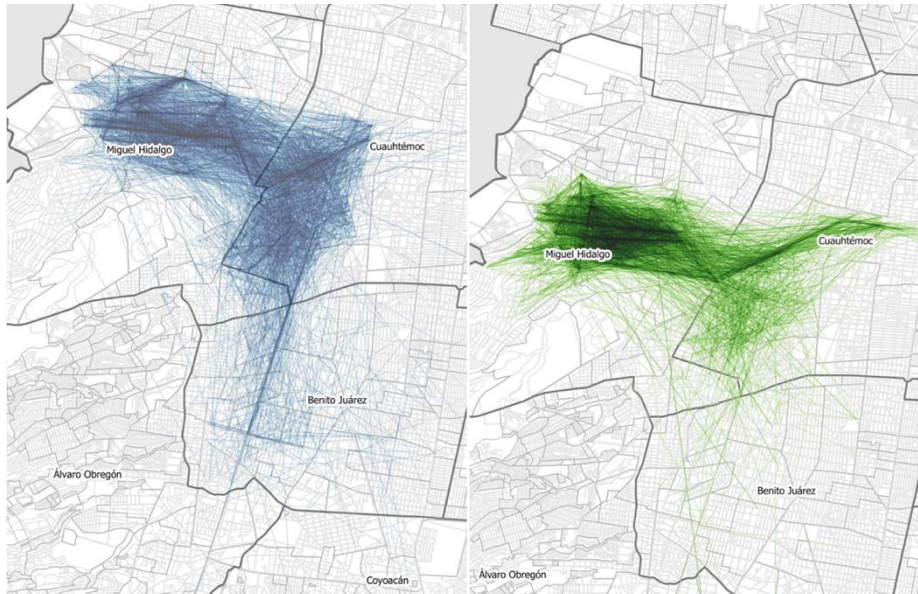 Miguel Hidalgo
Cuauhtémoc
Benito Juárez
Álvaro Obregón
Coyoacán
Miguel Hidalgo
Cuauhtémoc
Benito Juárez
Álvaro Obregón